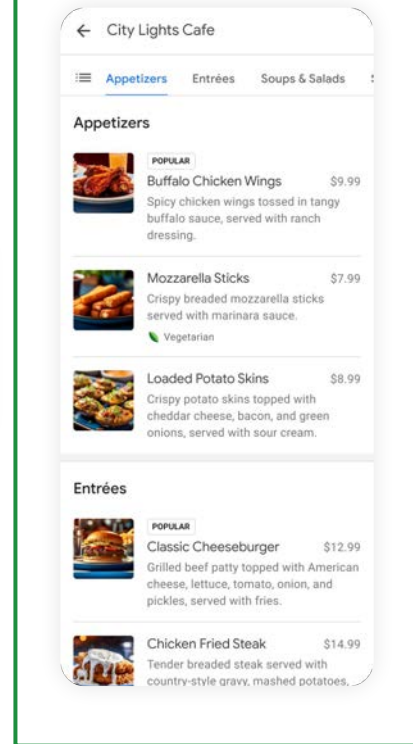 City Lights Cafe
Appetizers Entrées Soups & Salads
Appetizers
POPULAR
Buffalo Chicken Wings $9.99
Spicy chicken wings tossed in tangy
buffalo sauce, served with ranch
dressing.
Mozzarella Sticks $7.99
Crispy breaded mozzarella sticks
served with marinara sauce.
Vegetarian
Loaded Potato Skins $8.99
Crispy potato skins topped with
cheddar cheese, bacon, and green
onions, served with sour cream.
Entrées
POPULAR
Classic Cheeseburger $12.99
Grilled beef patty topped with American
cheese, lettuce, tomato, onion, and
pickles, served with fries.
Chicken Fried Steak $14.99
Tender breaded steak served with
country-style gravy, mashed potatoes,